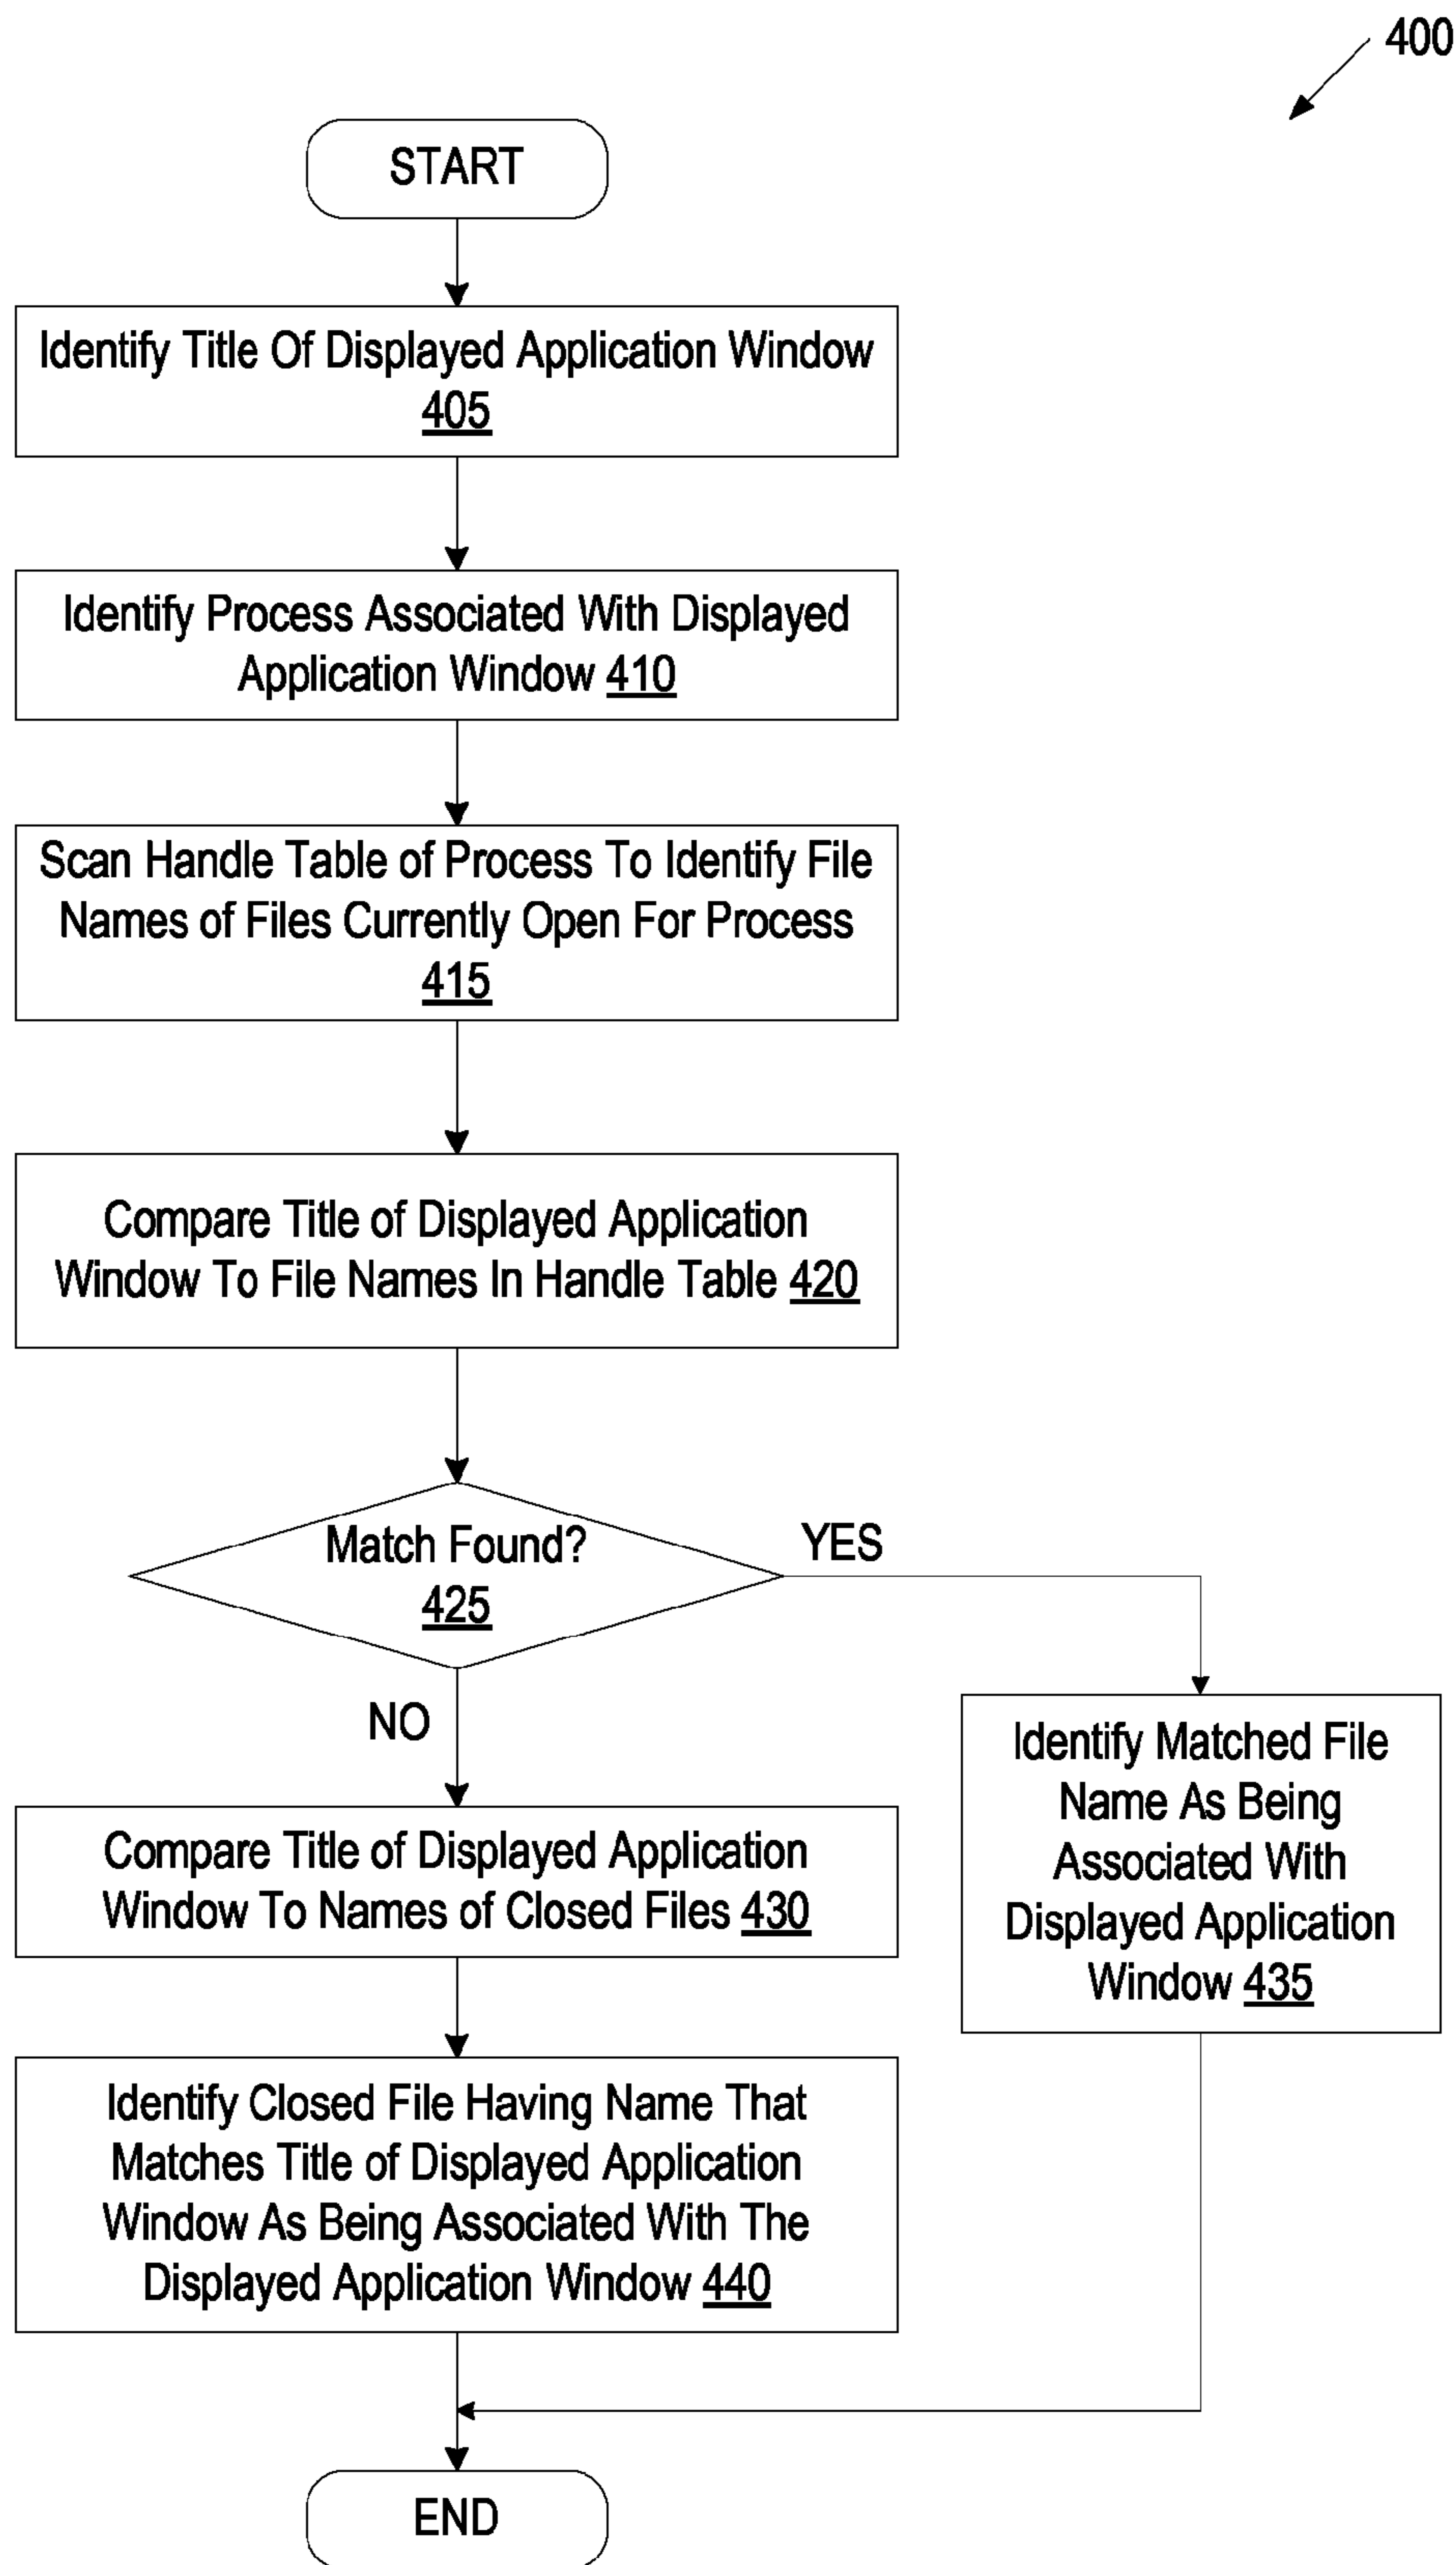 400
START
Identify Title Of Displayed Application Window
405
Identify Process Associated With Displayed
Application Window 410
Scan Handle Table of Process To Identify File
Names of Files Currently Open For Process
415
Compare Title of Displayed Application
Window To File Names In Handle Table 420
Match Found?
425
YES
NO
Identify Matched File
Name As Being
Associated With
Displayed Application
Window 435
Compare Title of Displayed Application
Window To Names of Closed Files 430
Identify Closed File Having Name That
Matches Title of Displayed Application
Window As Being Associated With The
Displayed Application Window 440
END